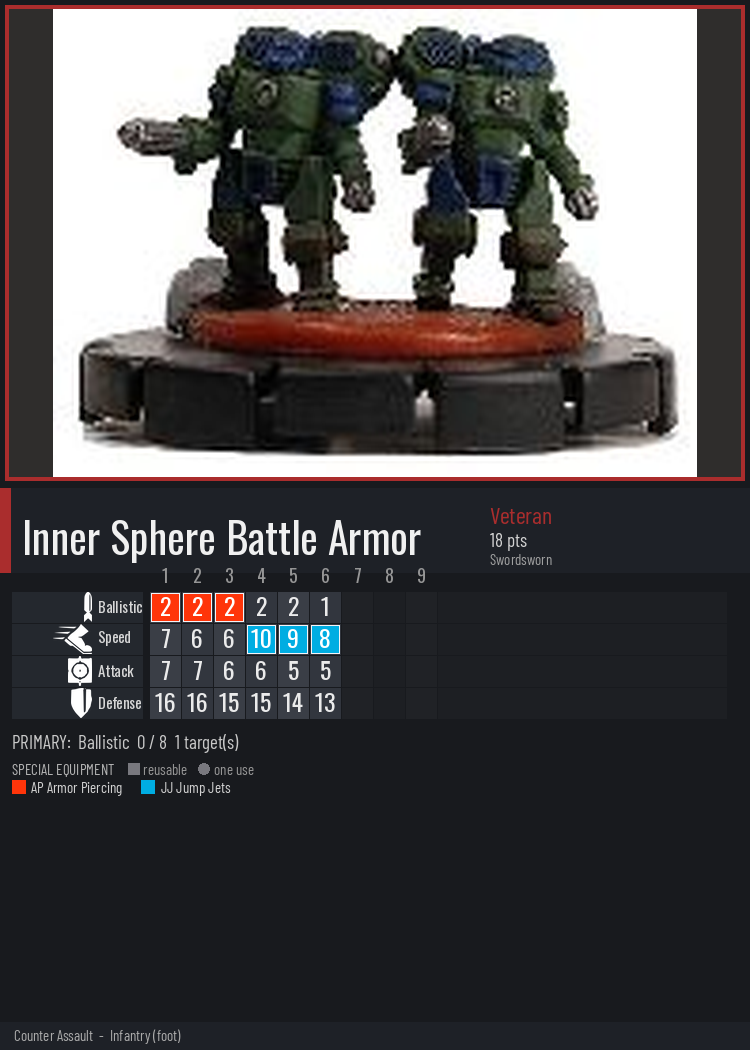 Inner Sphere Battle Armor
Veteran
18 pts
Swordsworn
1 2 3 4 5 6 7 8 9
Ballistic 2 2 2 2 2 1
Speed 7 6 6 10 9 8
Attack 7 7 6 6 5 5
Defense 16 16 15 15 14 13
PRIMARY: Ballistic 0 / 8 1 target(s)
SPECIAL EQUIPMENT reusable one use
AP Armor Piercing JJ Jump Jets
Counter Assault - Infantry (foot)